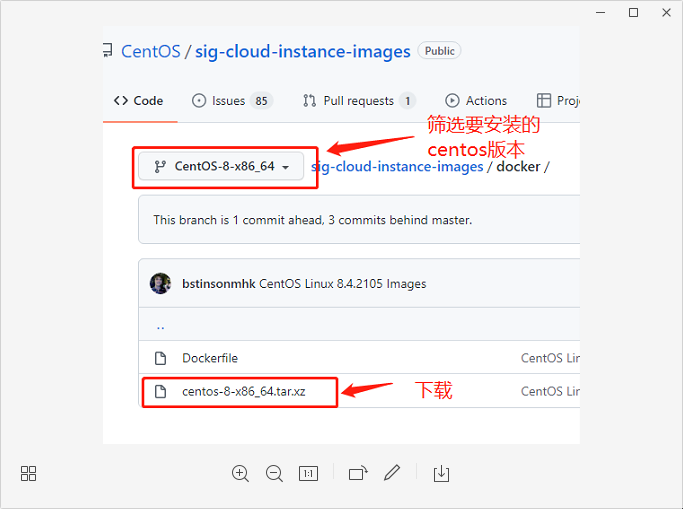 CentOS / sig-cloud-instance-images Public
Code Issues 85 Pull requests 1 Actions
筛选要安装的
centos版本
CentOS-8-x86_64 sig-cloud-instance-images / docker /
This branch is 1 commit ahead, 3 commits behind master.
bstinsonmhk CentOS Linux 8.4.2105 Images
..
Dockerfile CentOS
centos-8-x86_64.tar.xz 下载 CentOS
1:1